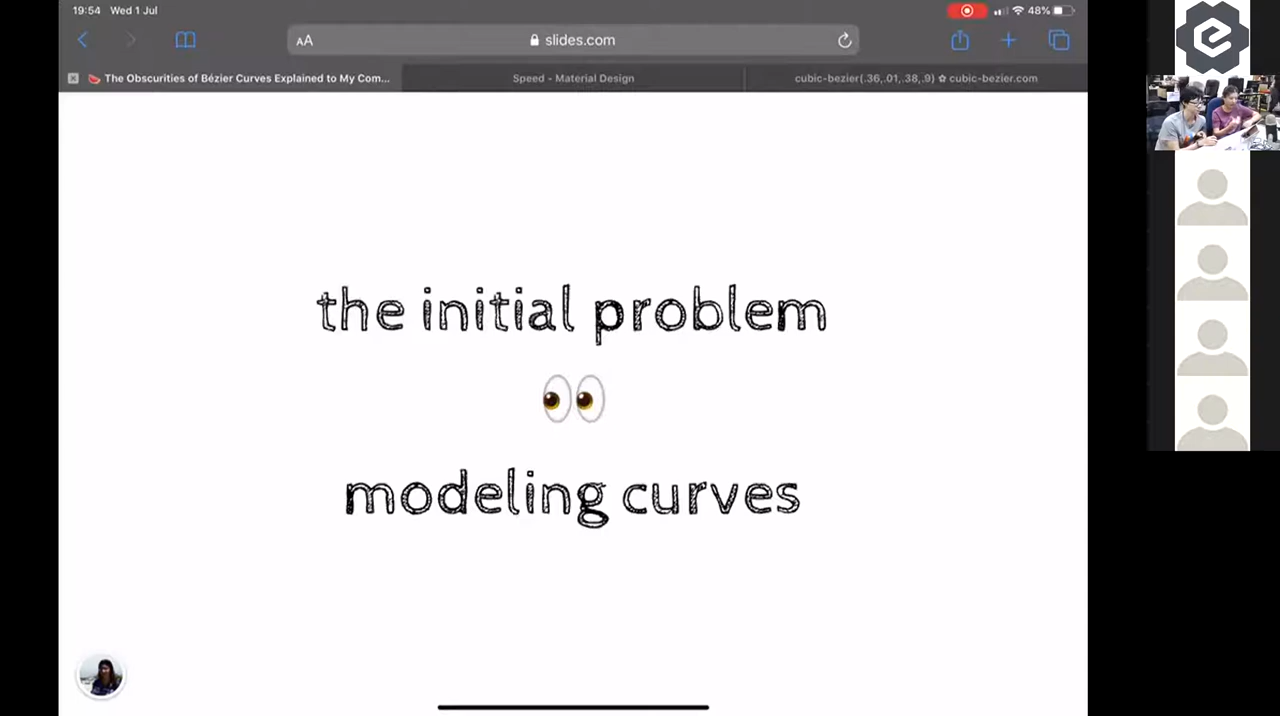 19:54 Wed 1 Jul
48%
AA
slides.com
🍉 The Obscurities of Bézier Curves Explained to My Com...
Speed - Material Design
cubic-bezier(.36,.01,.38,.9) ✿ cubic-bezier.com
the initial problem
👀
modeling curves